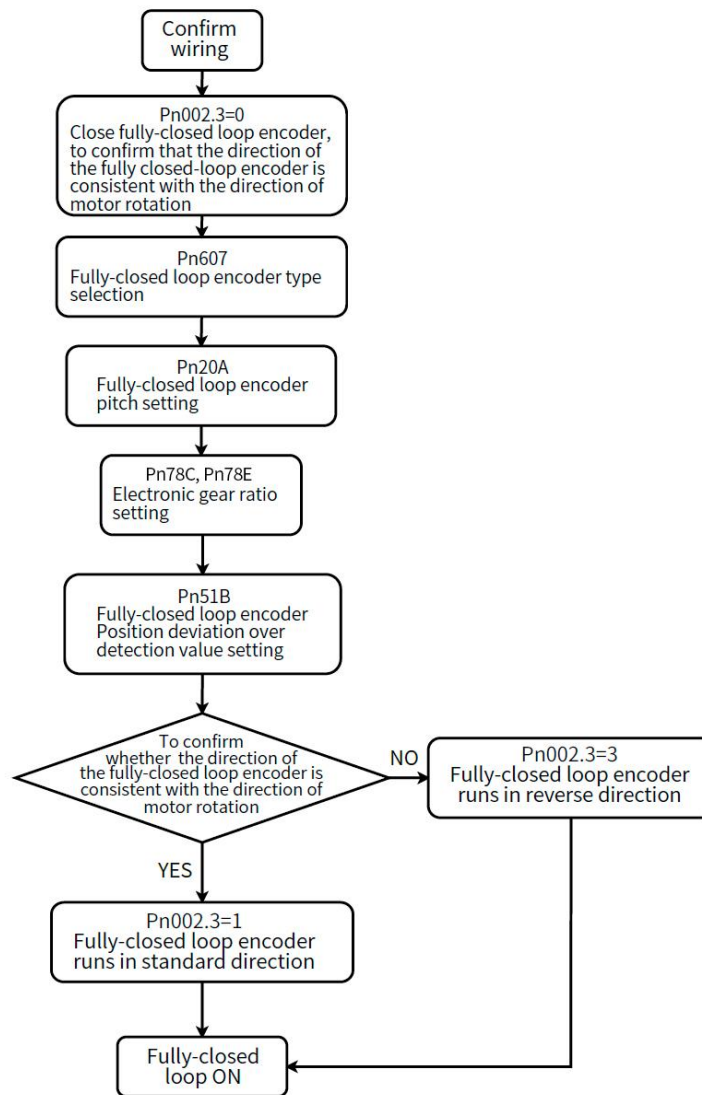 Confirm
wiring
Pn002.3=0
Close fully-closed loop encoder,
to confirm that the direction of
the fully closed-loop encoder is
consistent with the direction of
motor rotation
Pn607
Fully-closed loop encoder type
selection
Pn20A
Fully-closed loop encoder
pitch setting
Pn78C, Pn78E
Electronic gear ratio
setting
Pn51B
Fully-closed loop encoder
Position deviation over
detection value setting
To confirm
whether the direction of
the fully-closed loop encoder is
consistent with the direction of
motor rotation
NO
Pn002.3=3
Fully-closed loop encoder
runs in reverse direction
YES
Pn002.3=1
Fully-closed loop encoder
runs in standard direction
Fully-closed
loop ON